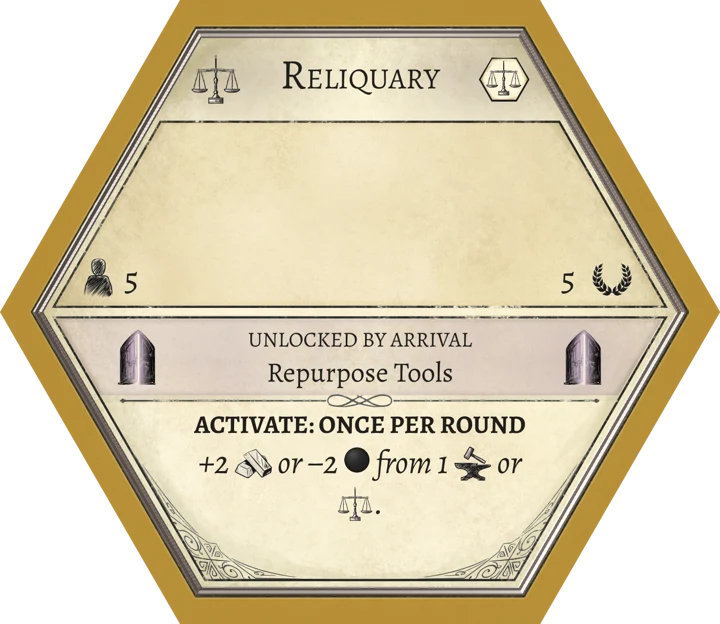 RELIQUARY
5
5
UNLOCKED BY ARRIVAL
Repurpose Tools
ACTIVATE: ONCE PER ROUND
+2 or –2 from 1 or
.